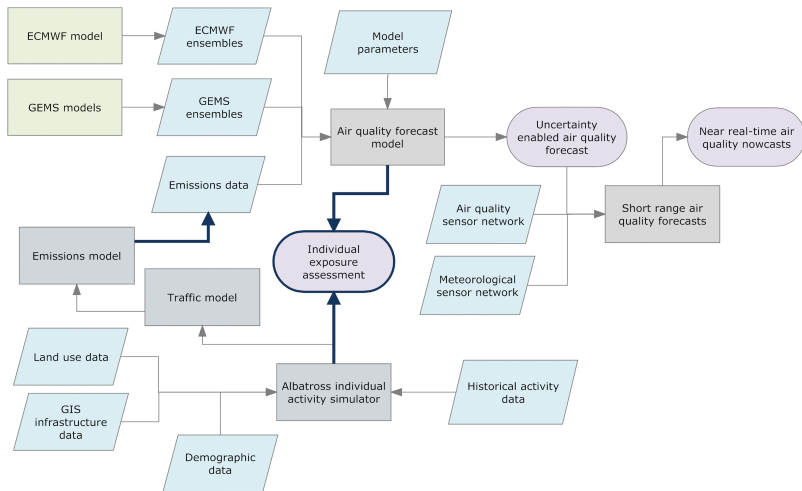 ECMWF model
ECMWF
ensembles
Model
parameters
GEMS models
GEMS
ensembles
Air quality forecast
model
Uncertainty
enabled air quality
forecast
Near real-time air
quality nowcasts
Emissions data
Air quality
sensor network
Short range air
quality forecasts
Emissions model
Individual
exposure
assessment
Meteorological
sensor network
Traffic model
Land use data
Albatross individual
activity simulator
Historical activity
data
GIS
infrastructure
data
Demographic
data